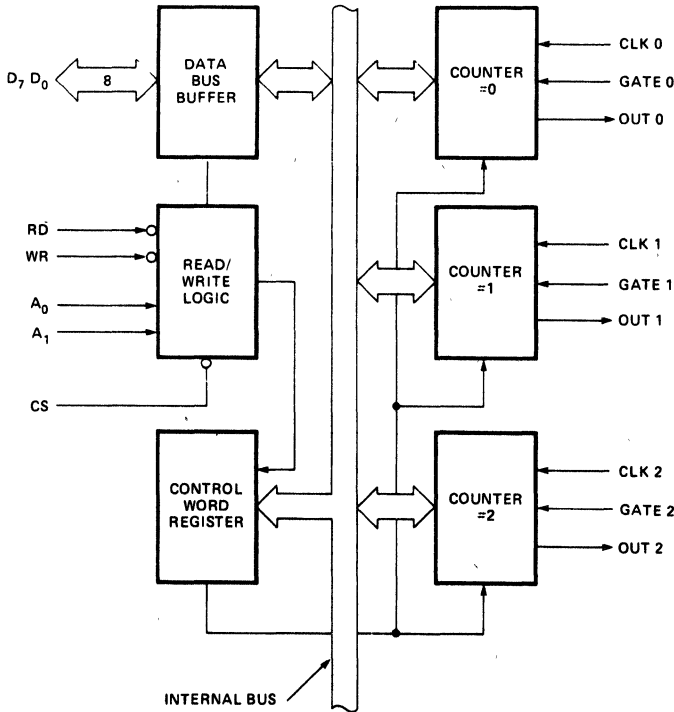 D7 D0
8
DATA
BUS
BUFFER
COUNTER
=0
CLK 0
GATE 0
OUT 0
RD
WR
A0
A1
CS
READ/
WRITE
LOGIC
COUNTER
=1
CLK 1
GATE 1
OUT 1
CONTROL
WORD
REGISTER
COUNTER
=2
CLK 2
GATE 2
OUT 2
INTERNAL BUS